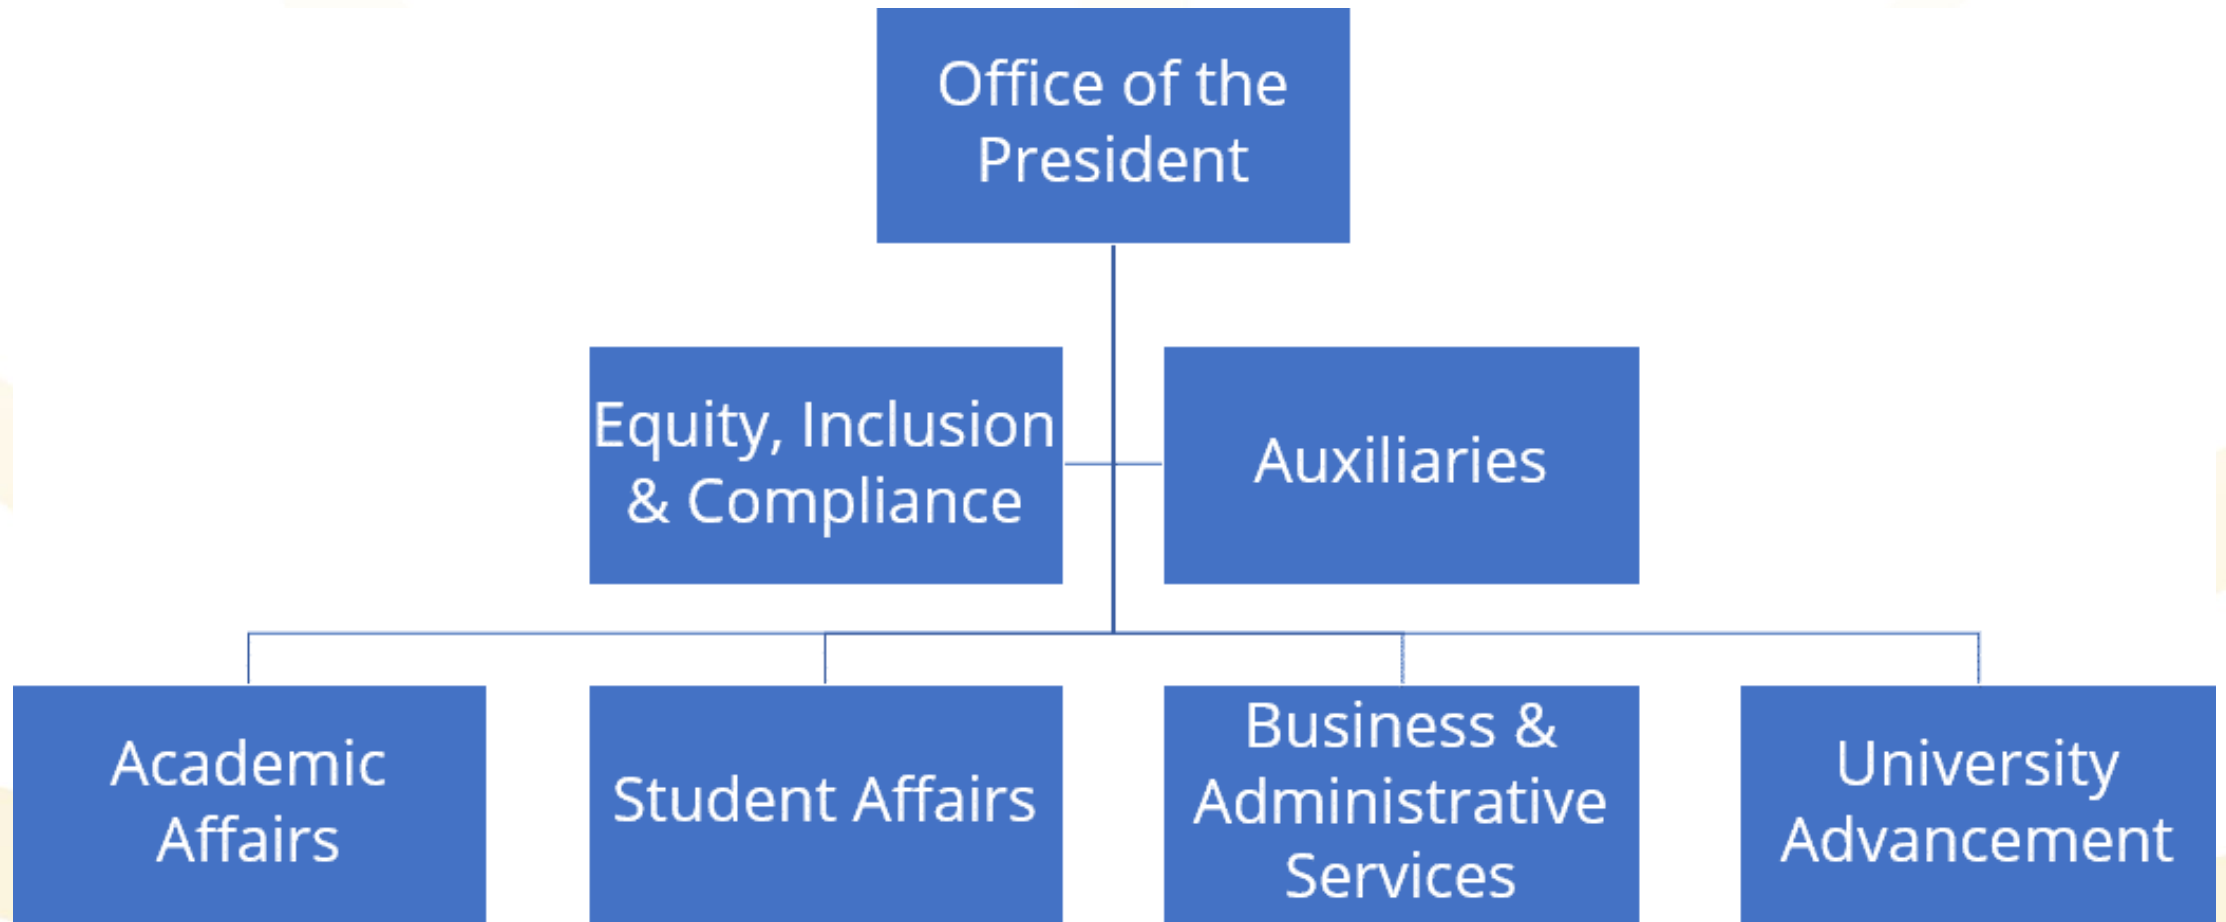 Office of the
President
Equity, Inclusion
& Compliance
Auxiliaries
Academic
Affairs
Student Affairs
Business &
Administrative
Services
University
Advancement